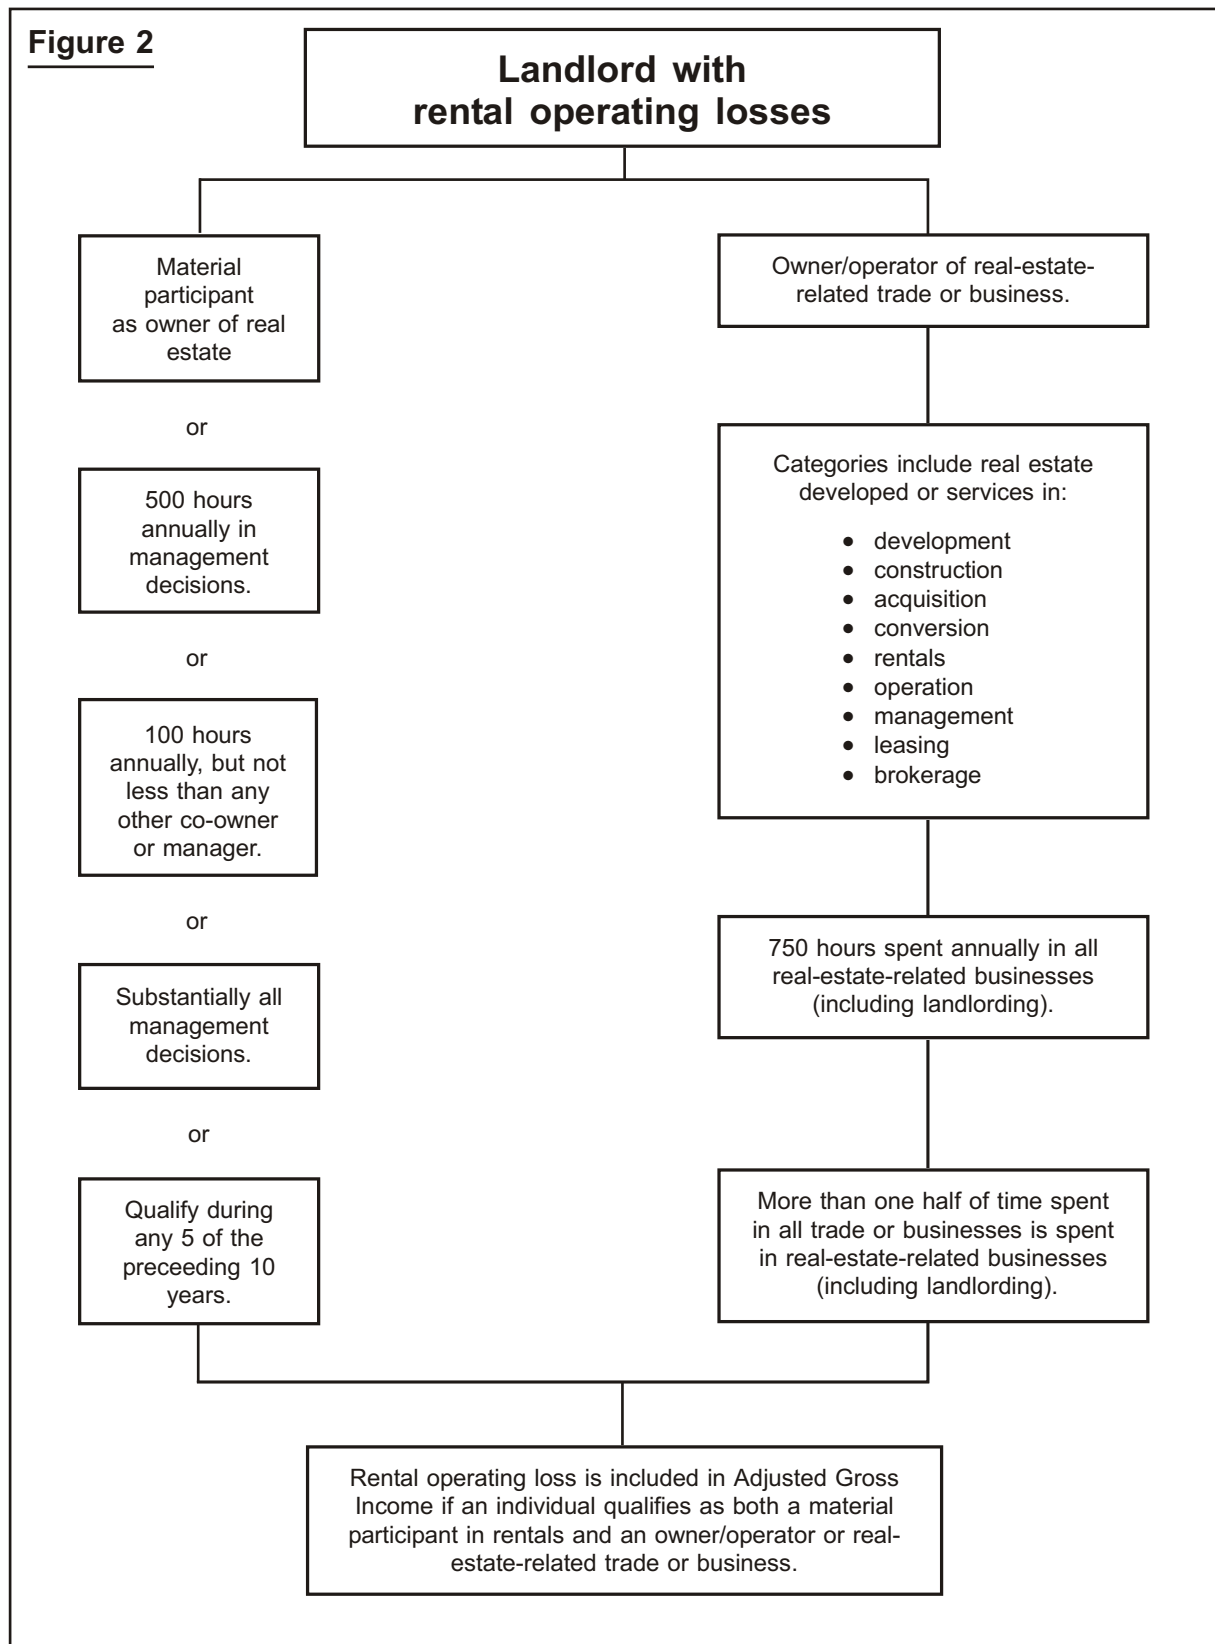 Figure 2
Landlord with
rental operating losses
Material
participant
as owner of real
estate
or
500 hours
annually in
management
decisions.
or
100 hours
annually, but not
less than any
other co-owner
or manager.
or
Substantially all
management
decisions.
or
Qualify during
any 5 of the
preceeding 10
years.
Owner/operator of real-estate-
related trade or business.
Categories include real estate
developed or services in:
• development
• construction
• acquisition
• conversion
• rentals
• operation
• management
• leasing
• brokerage
750 hours spent annually in all
real-estate-related businesses
(including landlording).
More than one half of time spent
in all trade or businesses is spent
in real-estate-related businesses
(including landlording).
Rental operating loss is included in Adjusted Gross
Income if an individual qualifies as both a material
participant in rentals and an owner/operator or real-
estate-related trade or business.